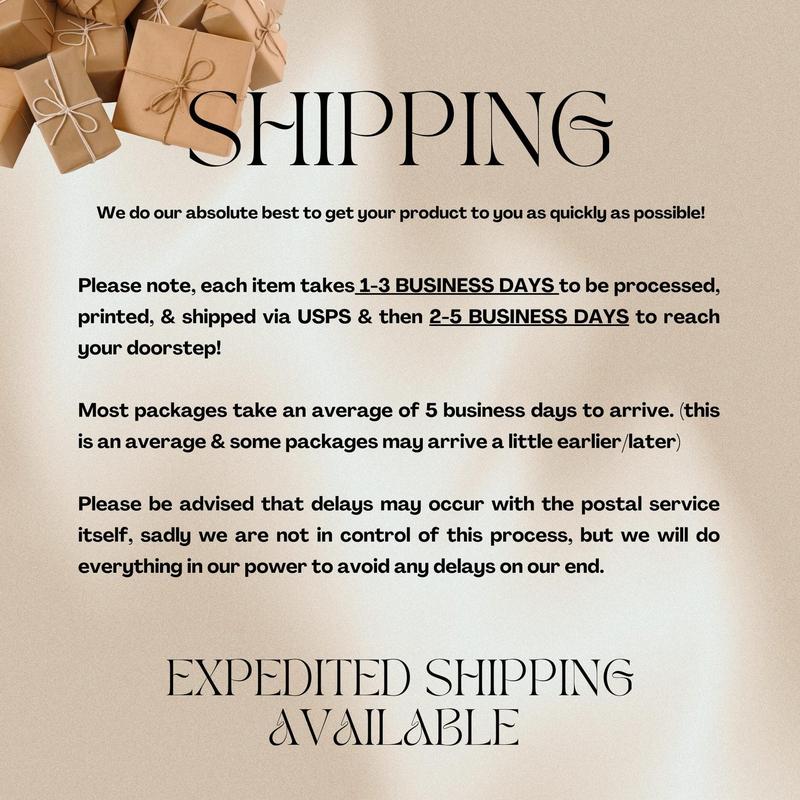 SHIPPING
We do our absolute best to get your product to you as quickly as possible!
Please note, each item takes 1-3 BUSINESS DAYS to be processed,
printed, & shipped via USPS & then 2-5 BUSINESS DAYS to reach
your doorstep!
Most packages take an average of 5 business days to arrive. (this
is an average & some packages may arrive a little earlier/later)
Please be advised that delays may occur with the postal service
itself, sadly we are not in control of this process, but we will do
everything in our power to avoid any delays on our end.
EXPEDITED SHIPPING
AVAILABLE